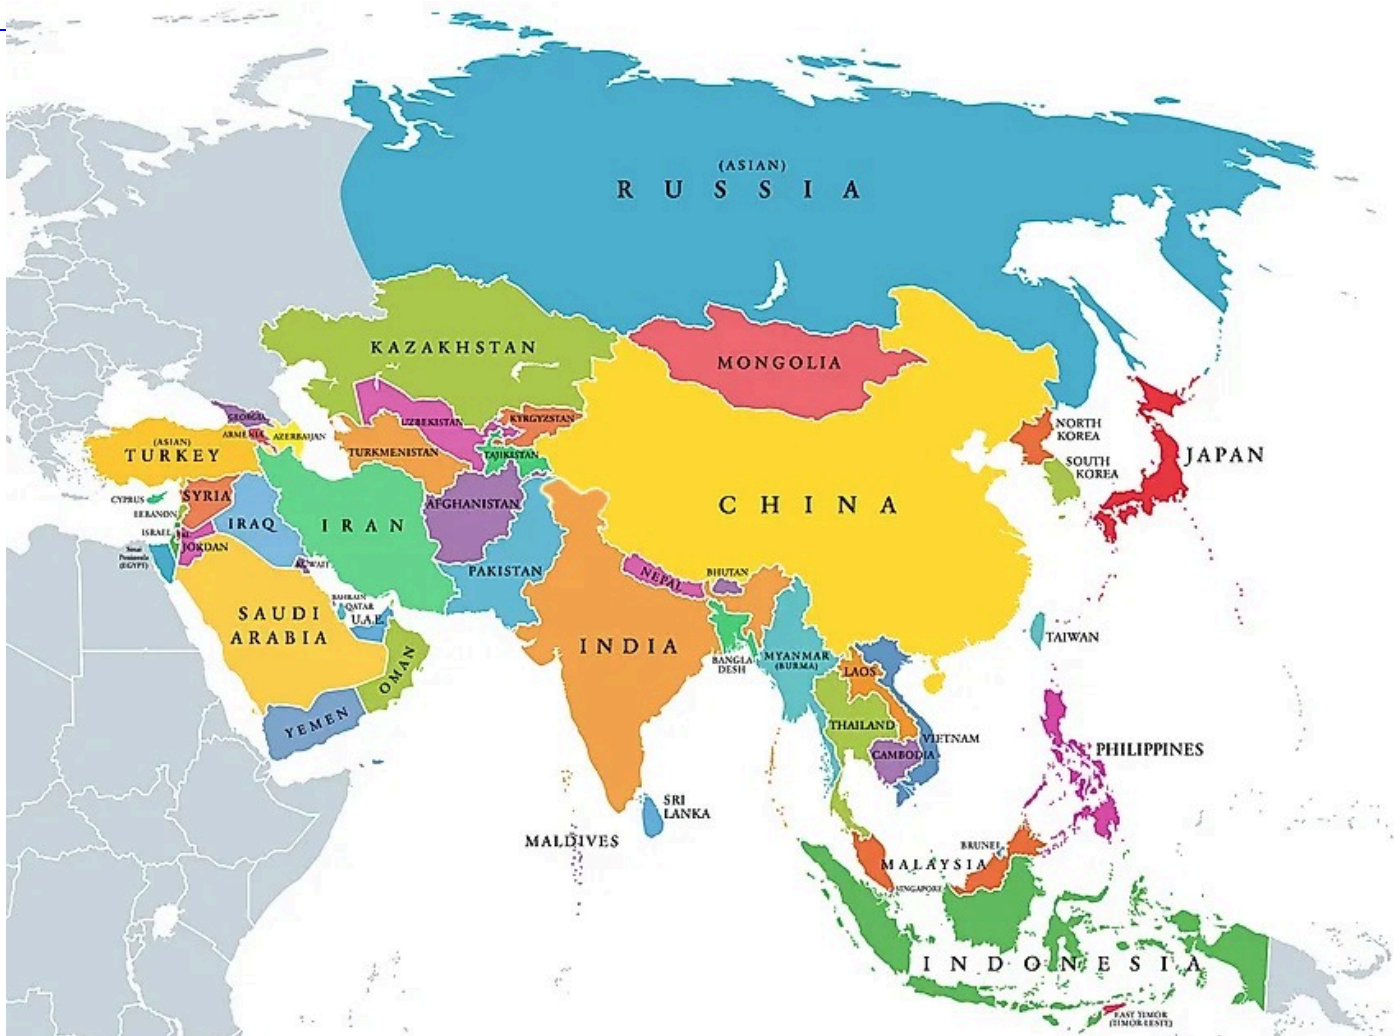 (ASIAN)
RUSSIA
KAZAKHSTAN
MONGOLIA
GEORGIA
ARMENIA
AZERBAIJAN
UZBEKISTAN
KYRGYZSTAN
(ASIAN)
TURKEY
TURKMENISTAN
TAJIKISTAN
NORTH
KOREA
SOUTH
KOREA
JAPAN
CYPRUS
SYRIA
LEBANON
ISRAEL
IRAQ
IRAN
AFGHANISTAN
CHINA
JORDAN
Sinai
Peninsula
(EGYPT)
KUWAIT
PAKISTAN
NEPAL
BHUTAN
BAHRAIN
QATAR
U.A.E.
SAUDI
ARABIA
OMAN
YEMEN
INDIA
BANGLA
DESH
MYANMAR
(BURMA)
LAOS
TAIWAN
THAILAND
VIETNAM
CAMBODIA
PHILIPPINES
SRI
LANKA
MALDIVES
BRUNEI
MALAYSIA
SINGAPORE
INDONESIA
EAST TIMOR
(TIMOR-LESTE)